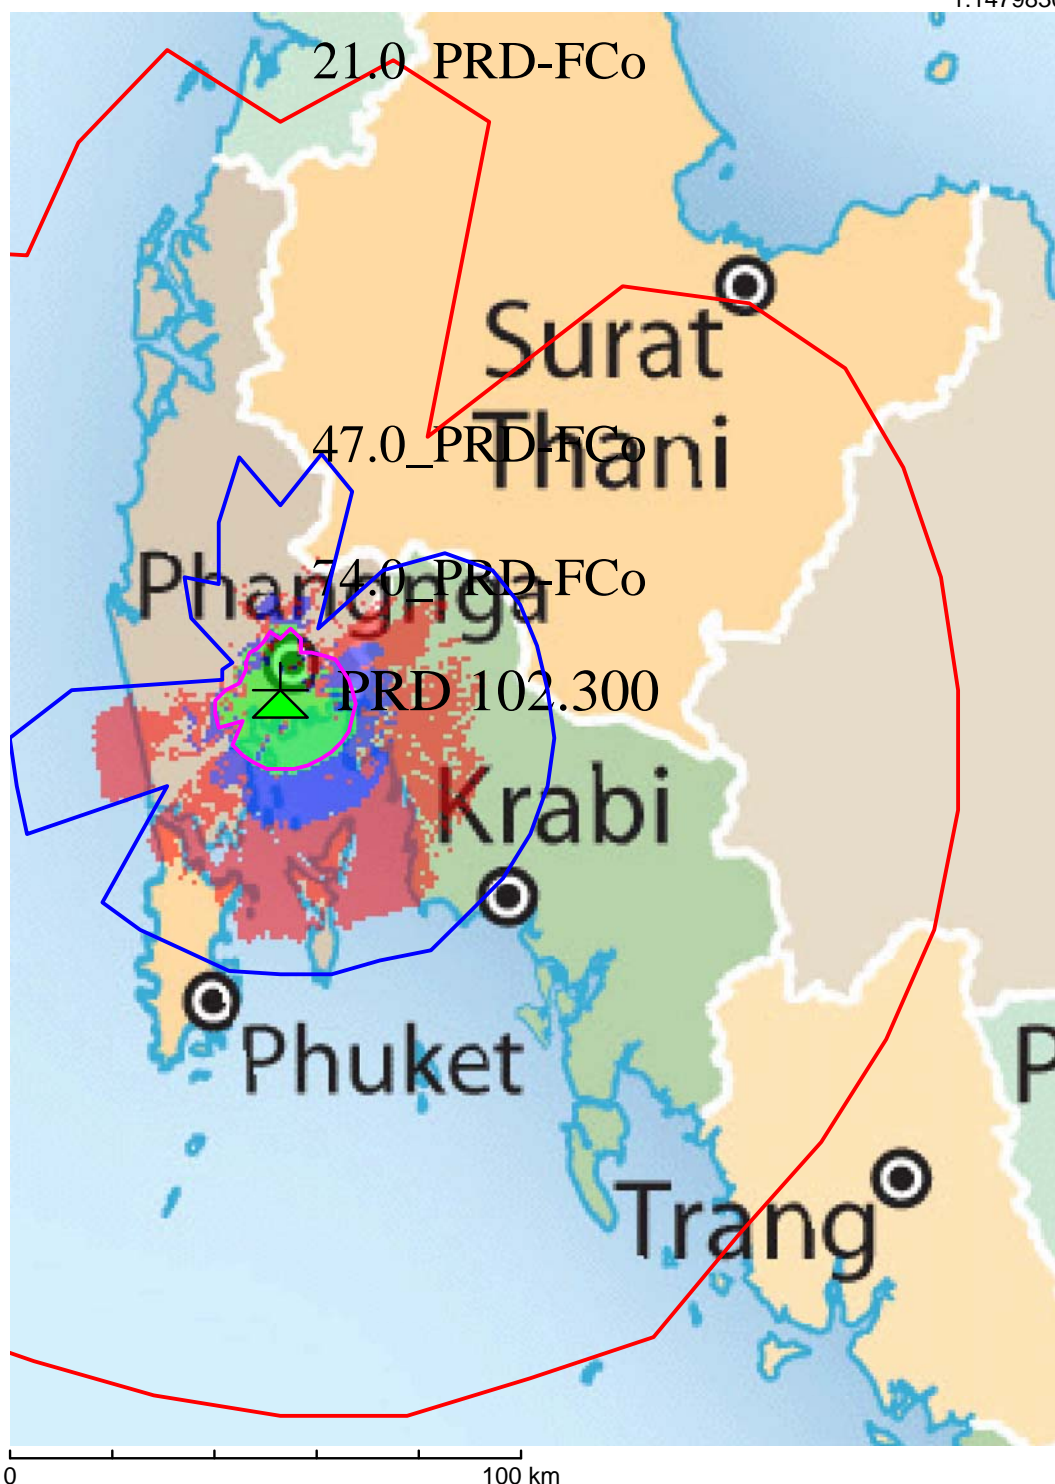 21.0_PRD-FCo
Surat
Thani
47.0_PRD-FCo
Phangnga
74.0_PRD-FCo
PRD 102.300
Krabi
Phuket
P
Trang
0
100 km